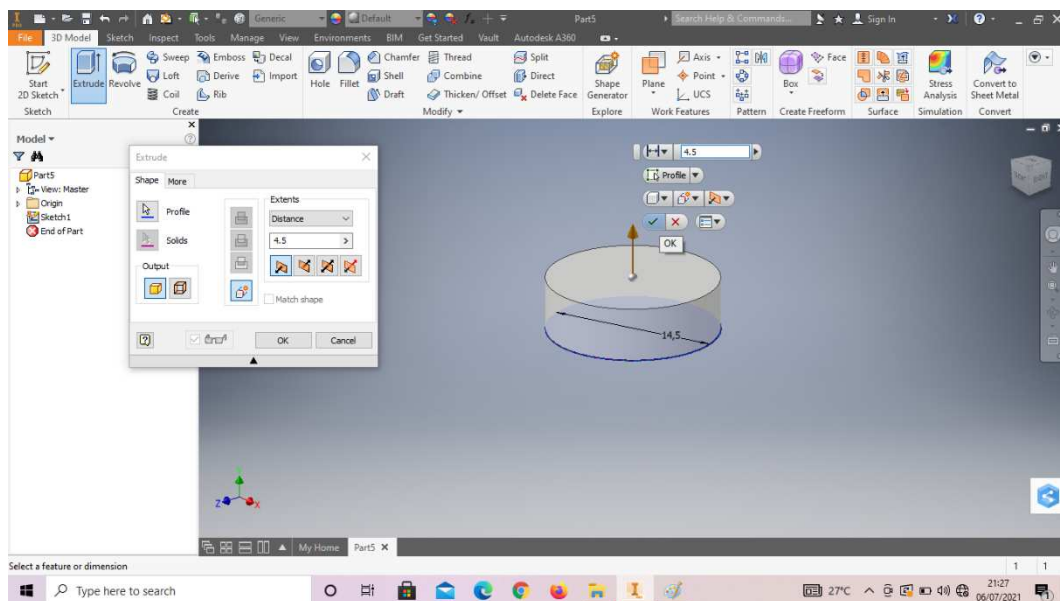 Generic
Default
Part5
Search Help & Commands...
Sign In
File 3D Model Sketch Inspect Tools Manage View Environments BIM Get Started Vault Autodesk A360
Start
2D Sketch
Extrude
Revolve
Sweep
Loft
Coil
Emboss
Derive
Rib
Decal
Import
Hole
Fillet
Chamfer
Shell
Draft
Thread
Combine
Thicken/ Offset
Split
Direct
Delete Face
Shape
Generator
Plane
Axis
Point
UCS
Box
Face
Stress
Analysis
Convert to
Sheet Metal
Sketch Create Modify Explore Work Features Pattern Create Freeform Surface Simulation Convert
Model
Part5
View: Master
Origin
Sketch1
End of Part
Extrude
Shape More
Profile
Solids
Output
Extents
Distance
4.5
Match shape
OK Cancel
4.5
Profile
OK
14,5
Y
Z
X
My Home Part5
Select a feature or dimension
1 1
Type here to search
27°C
21:27
06/07/2021